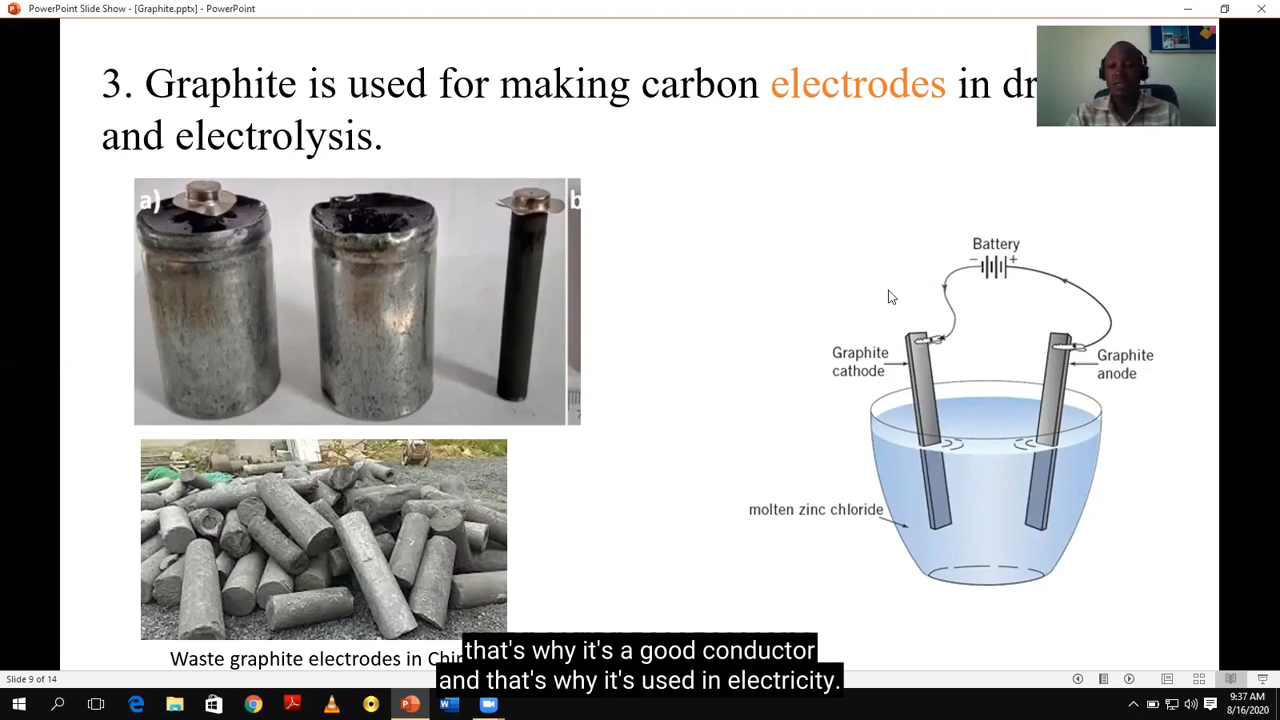 PowerPoint Slide Show - [Graphite.pptx] - PowerPoint
3. Graphite is used for making carbon electrodes in
and electrolysis.
a)
b
Battery
- +
Graphite
cathode
Graphite
anode
molten zinc chloride
Waste graphite electrodes in
that's why it's a good conductor
and that's why it's used in electricity.
Slide 9 of 14
9:37 AM
8/16/2020